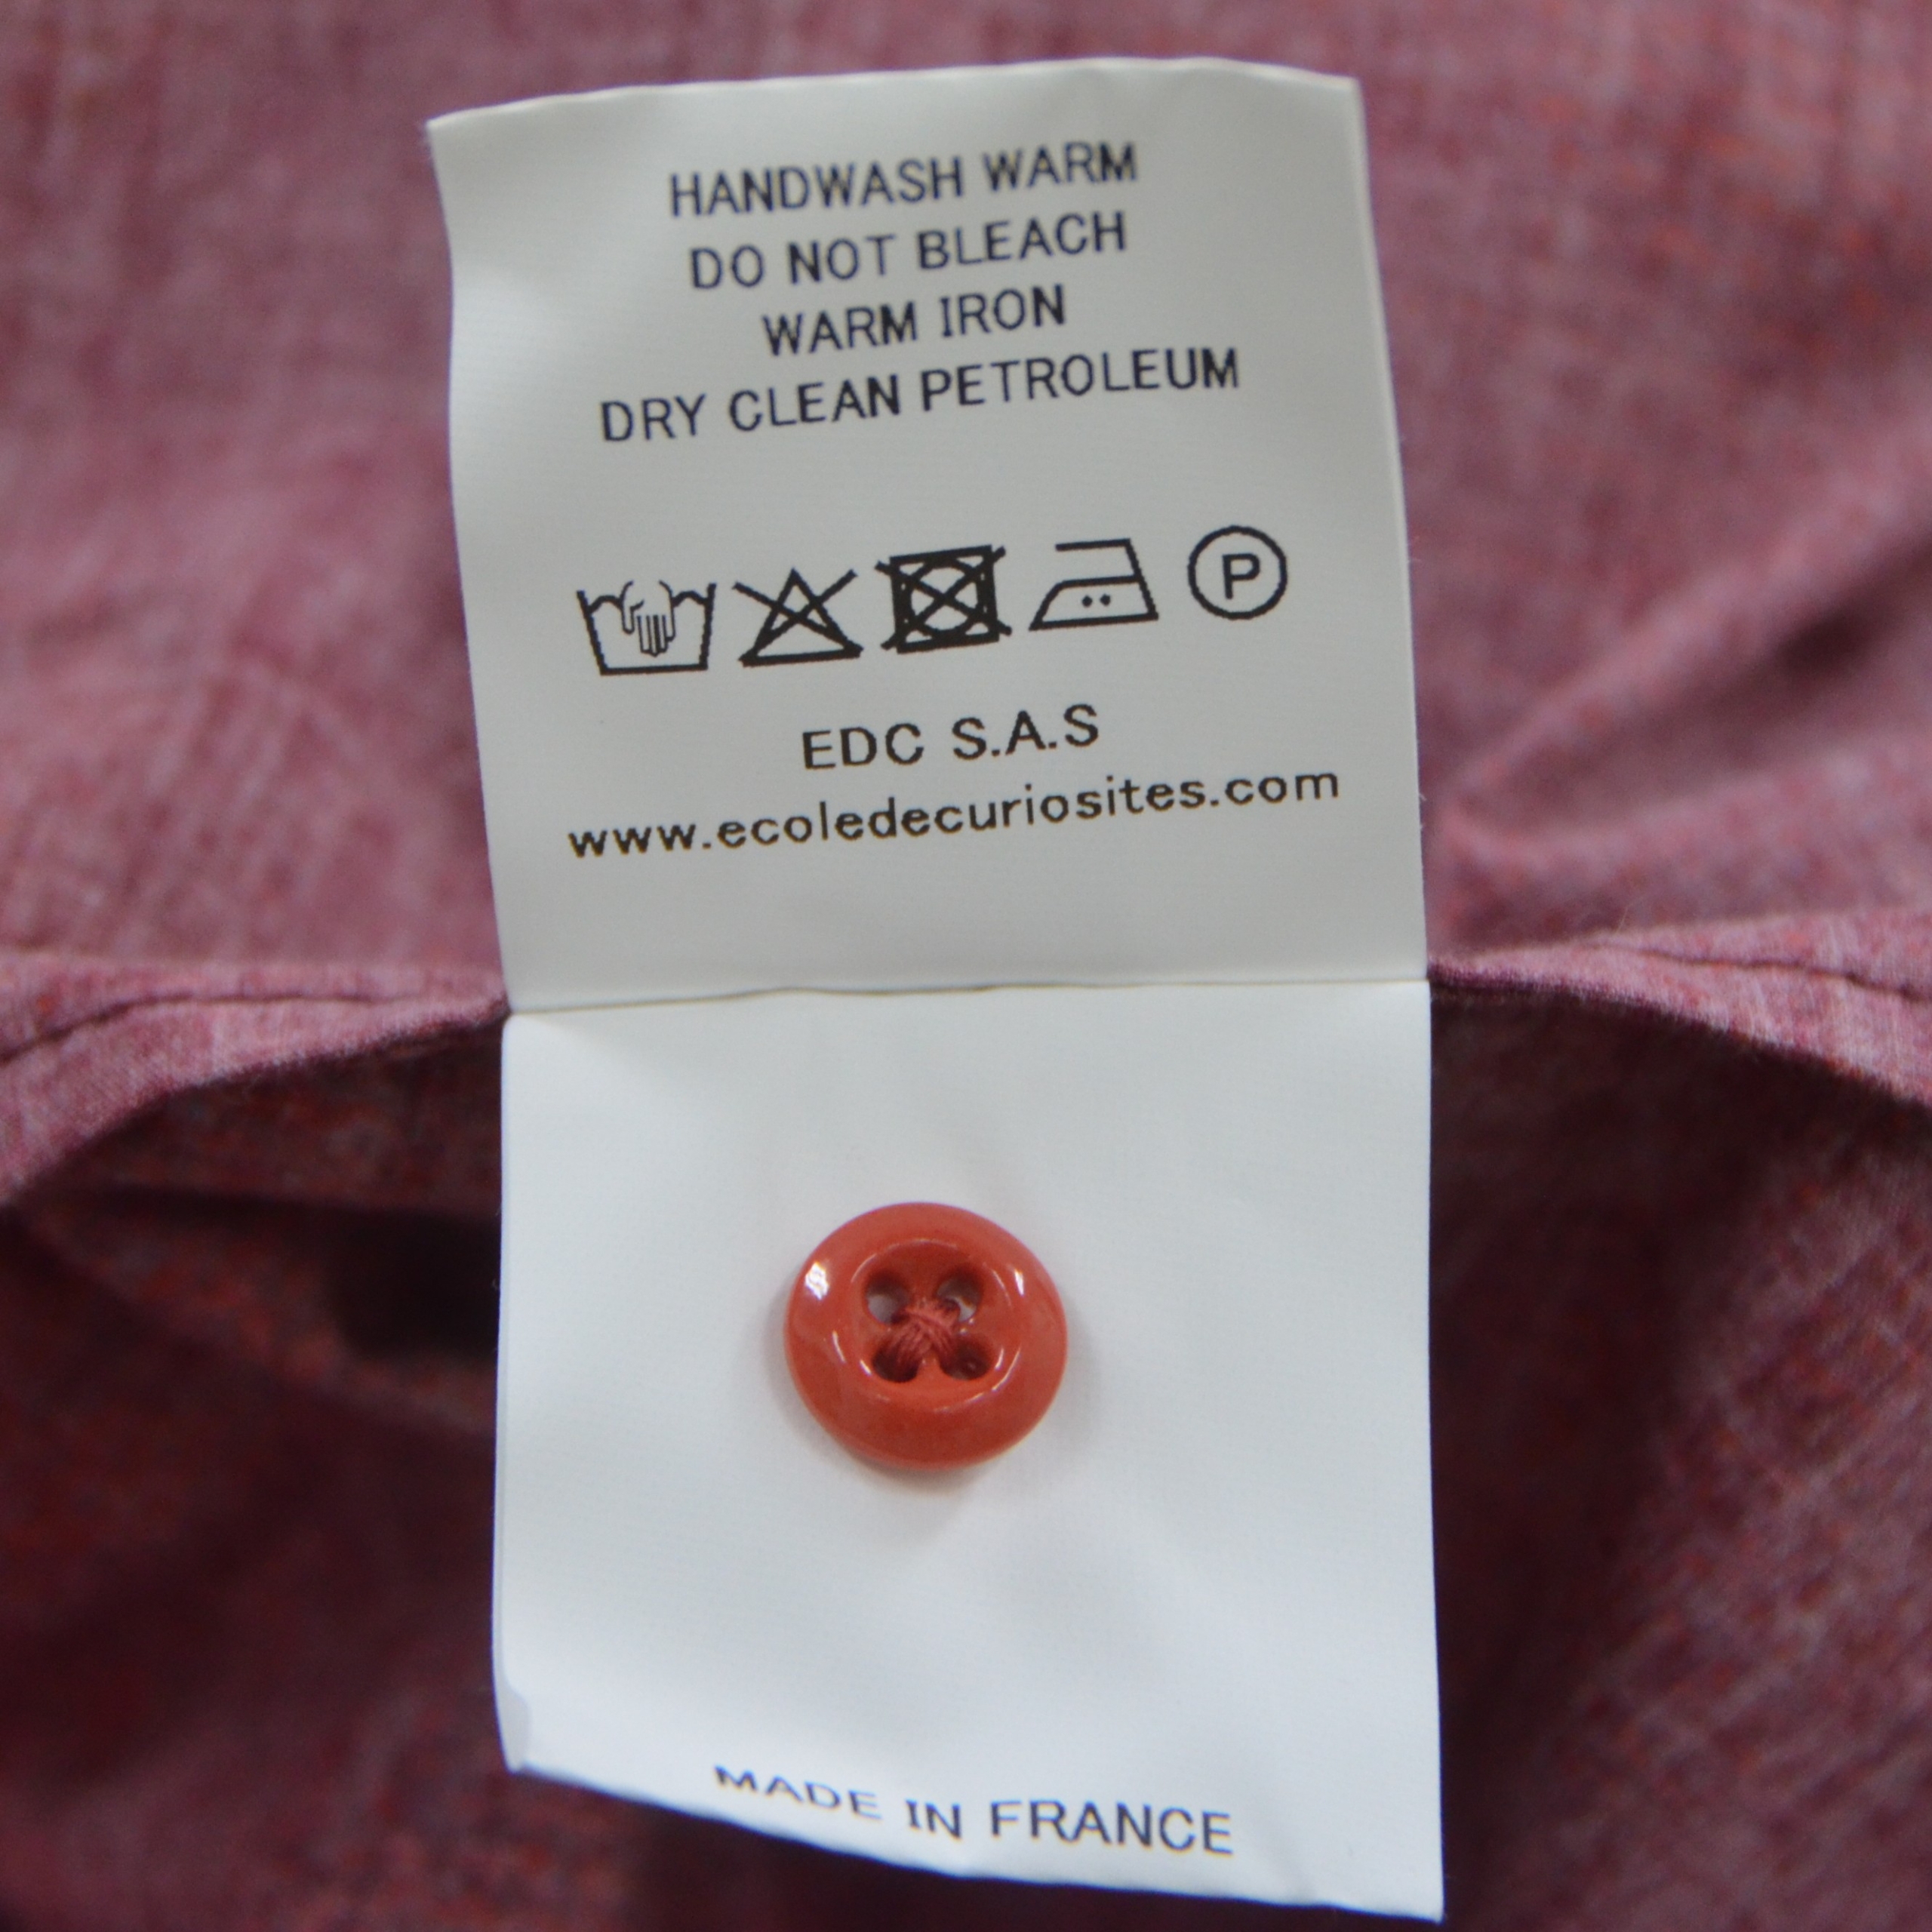 HANDWASH WARM
DO NOT BLEACH
WARM IRON
DRY CLEAN PETROLEUM
P
EDC S.A.S
www.ecoledecuriosites.com
MADE IN FRANCE